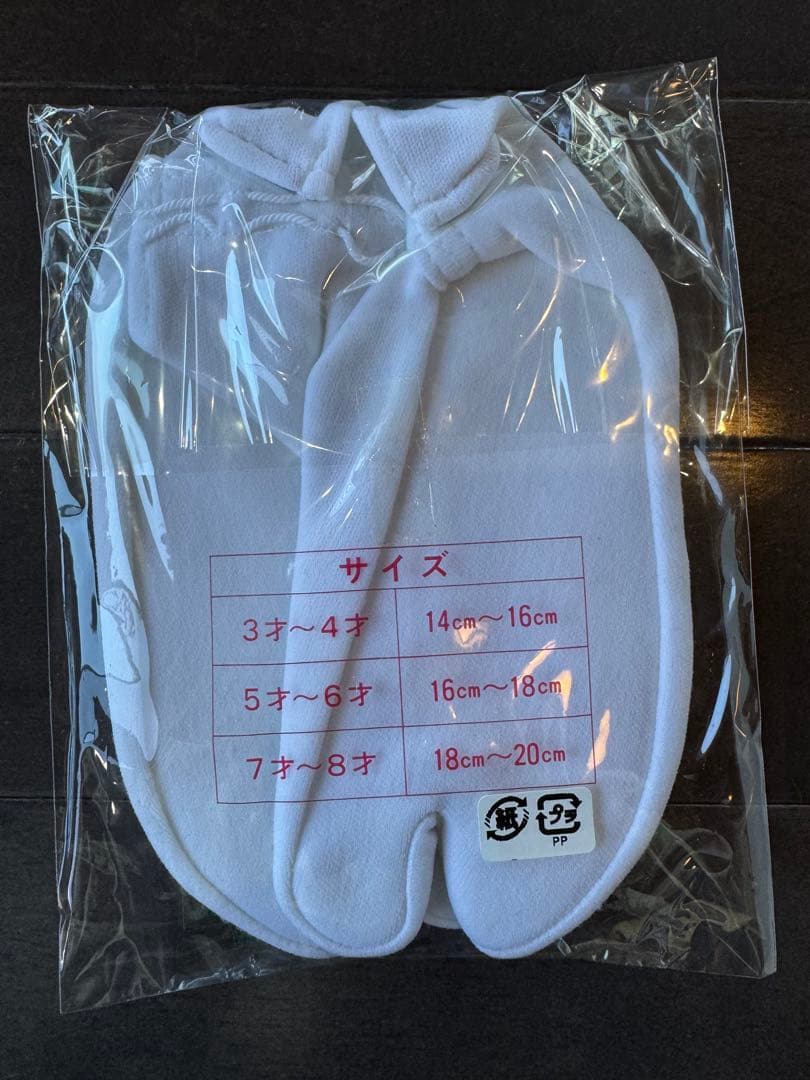 サイズ
3才～4才 14cm～16cm
5才～6才 16cm～18cm
7才～8才 18cm～20cm
紙 プラ
PP